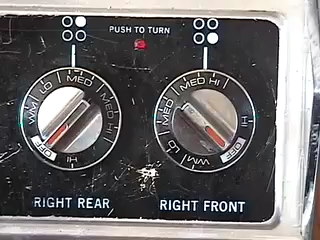 PUSH TO TURN
MED MED HI HI OFF LO WM
MED MED HI HI OFF WM LO
RIGHT REAR RIGHT FRONT